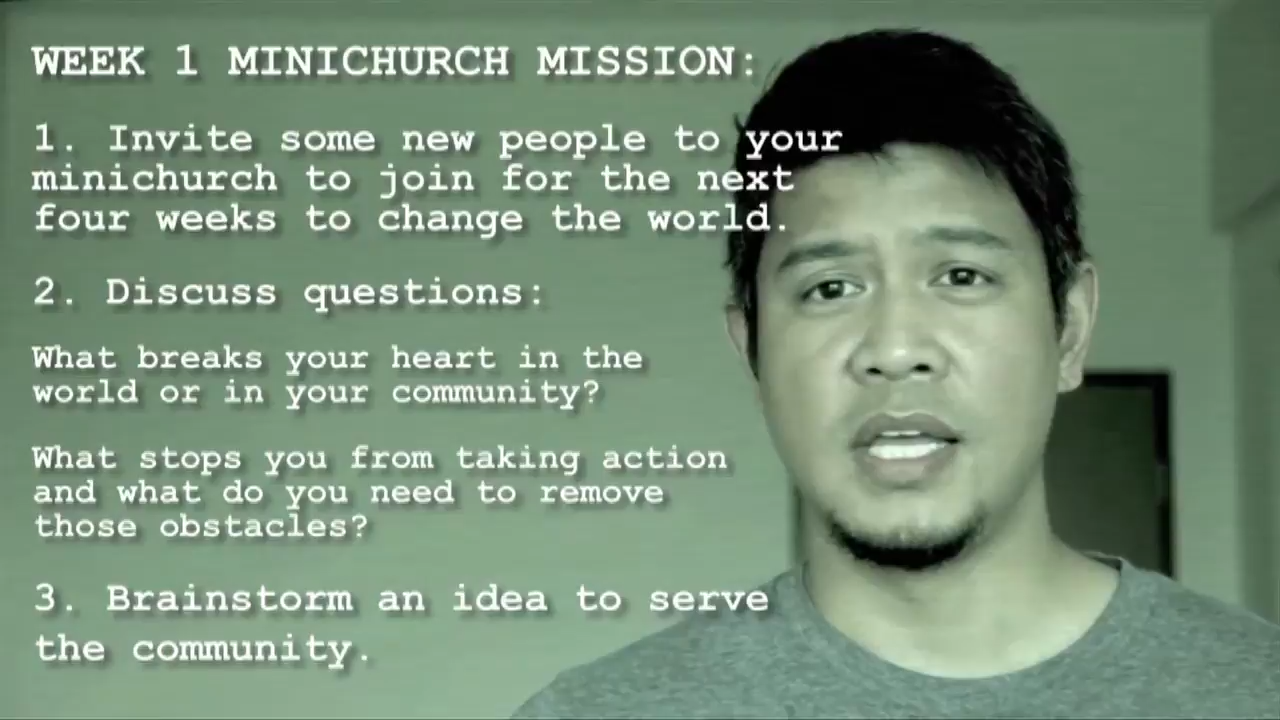 WEEK 1 MINICHURCH MISSION:
1. Invite some new people to your
minichurch to join for the next
four weeks to change the world.
2. Discuss questions:
What breaks your heart in the
world or in your community?
What stops you from taking action
and what do you need to remove
those obstacles?
3. Brainstorm an idea to serve
the community.